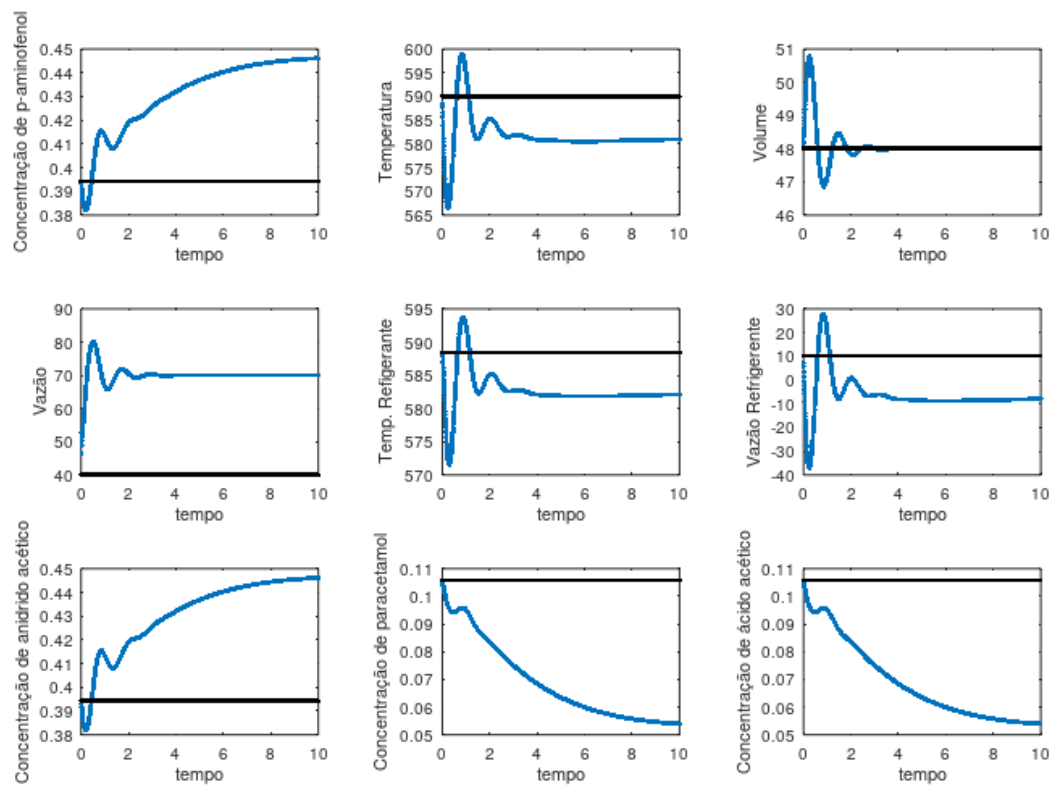 Concentração de p-aminofenol
0.45
0.44
0.43
0.42
0.41
0.4
0.39
0.38
0 2 4 6 8 10
tempo
Temperatura
600
595
590
585
580
575
570
565
0 2 4 6 8 10
tempo
Volume
51
50
49
48
47
46
0 2 4 6 8 10
tempo
Vazão
90
80
70
60
50
40
0 2 4 6 8 10
tempo
Temp. Refigerante
595
590
585
580
575
570
0 2 4 6 8 10
tempo
Vazão Refrigerente
30
20
10
0
-10
-20
-30
-40
0 2 4 6 8 10
tempo
Concentração de anidrido acético
0.45
0.44
0.43
0.42
0.41
0.4
0.39
0.38
0 2 4 6 8 10
tempo
Concentração de paracetamol
0.11
0.1
0.09
0.08
0.07
0.06
0.05
0 2 4 6 8 10
tempo
Concentração de ácido acético
0.11
0.1
0.09
0.08
0.07
0.06
0.05
0 2 4 6 8 10
tempo